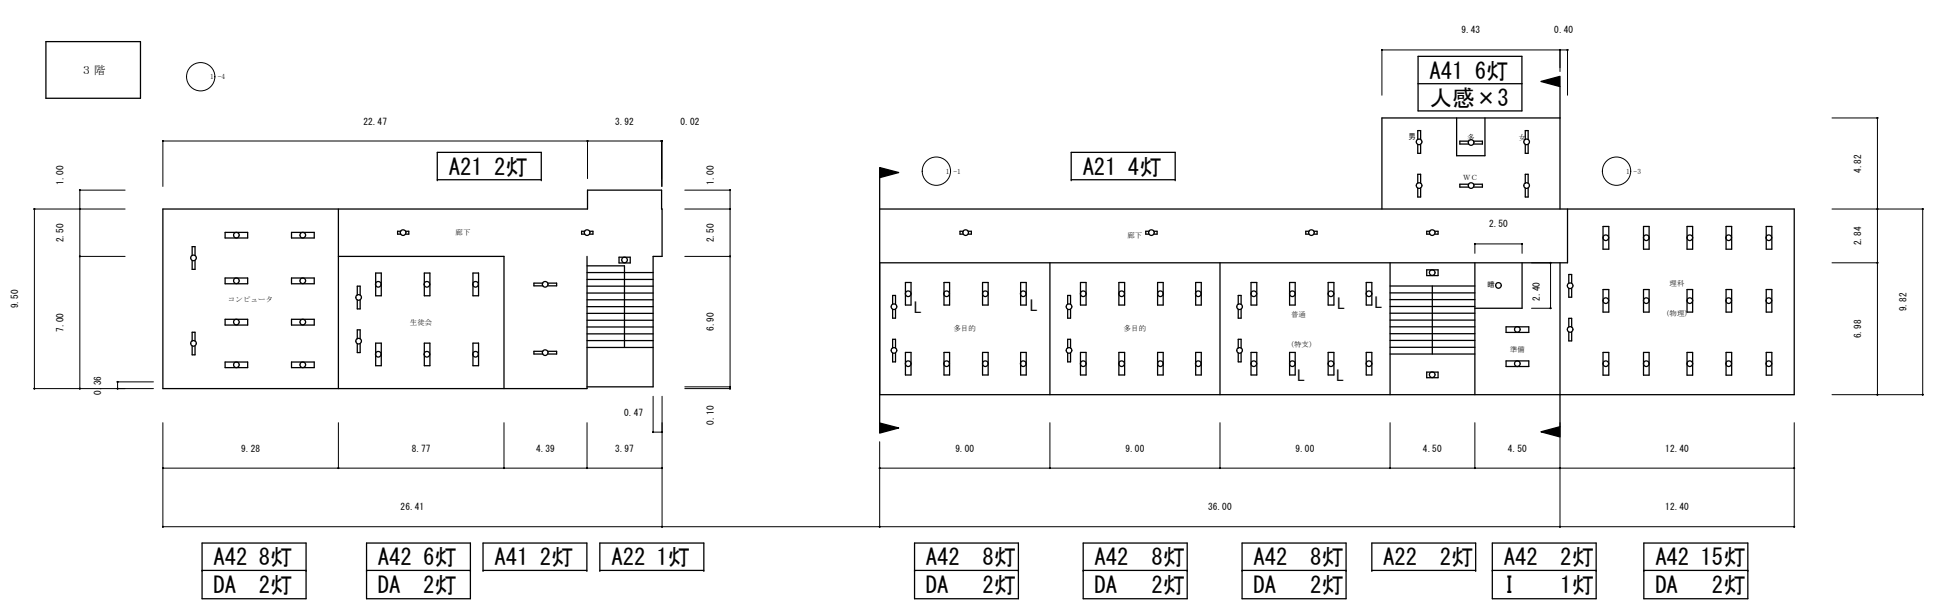 3階
1-4
22.47
3.92
0.02
A21 2灯
1.00
2.50
9.50
7.00
0.36
1.00
2.50
6.90
0.10
廊下
コンピュータ
生徒会
0.47
9.28
8.77
4.39
3.97
26.41
A42 8灯
DA 2灯
A42 6灯
DA 2灯
A41 2灯
A22 1灯
9.43
0.40
A41 6灯
人感×3
1-1
A21 4灯
1-3
男
多
女
WC
4.82
2.84
9.82
6.98
廊下
2.50
2.40
暗
理科
(物理)
L
L
L
L
多目的
多目的
普通
(特支)
L
L
準備
9.00
9.00
9.00
4.50
4.50
12.40
36.00
12.40
A42 8灯
DA 2灯
A42 8灯
DA 2灯
A42 8灯
DA 2灯
A22 2灯
A42 2灯
I 1灯
A42 15灯
DA 2灯